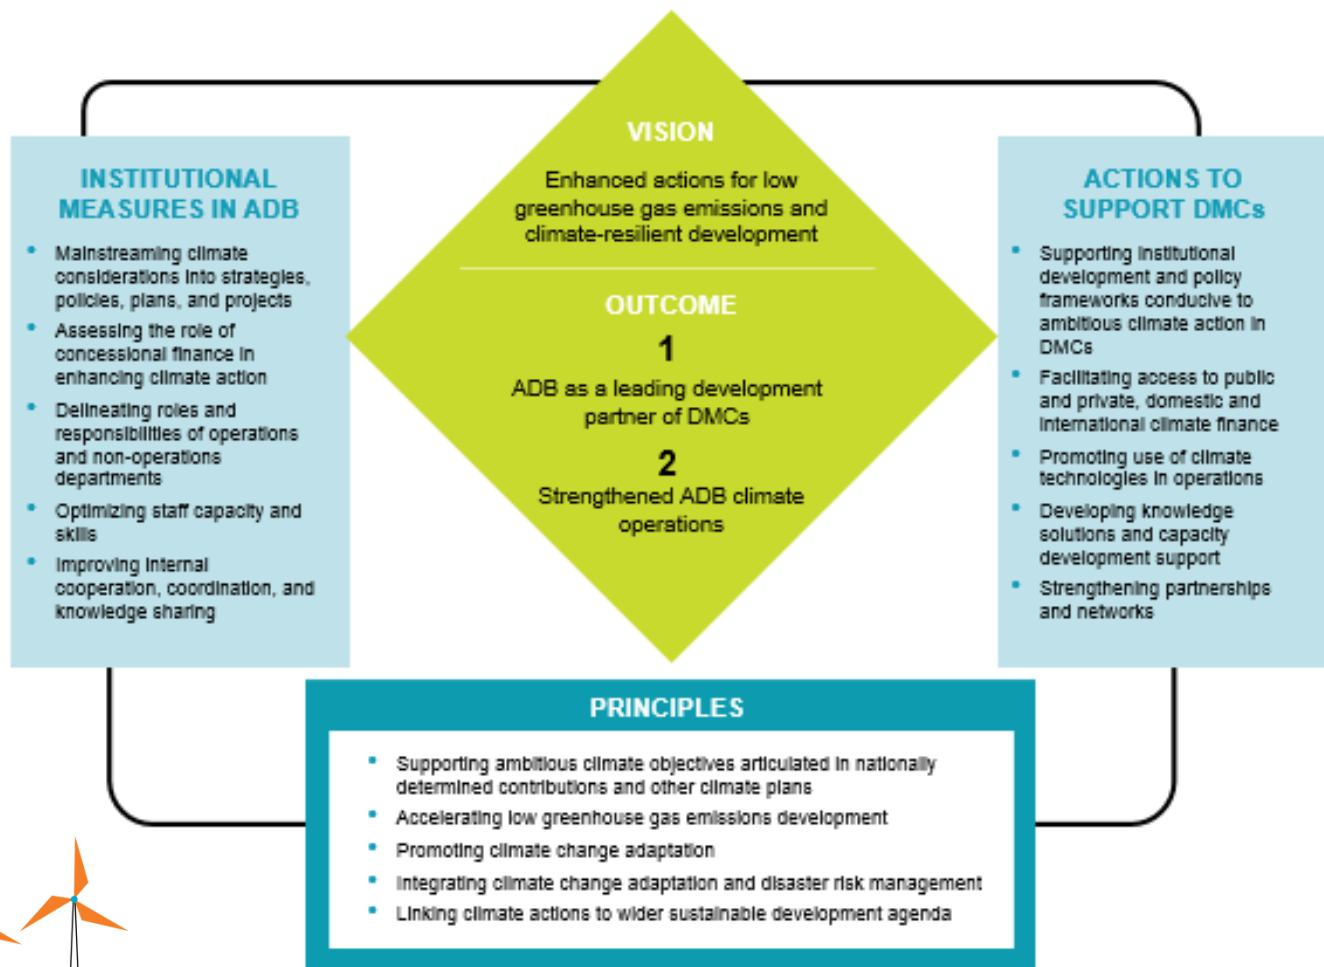 VISION
Enhanced actions for low
greenhouse gas emissions and
climate-resilient development
OUTCOME
1
ADB as a leading development
partner of DMCs
2
Strengthened ADB climate
operations
INSTITUTIONAL
MEASURES IN ADB
• Mainstreaming climate
considerations into strategies,
policies, plans, and projects
• Assessing the role of
concessional finance in
enhancing climate action
• Delineating roles and
responsibilities of operations
and non-operations
departments
• Optimizing staff capacity and
skills
• Improving internal
cooperation, coordination, and
knowledge sharing
ACTIONS TO
SUPPORT DMCs
• Supporting institutional
development and policy
frameworks conducive to
ambitious climate action in
DMCs
• Facilitating access to public
and private, domestic and
international climate finance
• Promoting use of climate
technologies in operations
• Developing knowledge
solutions and capacity
development support
• Strengthening partnerships
and networks
PRINCIPLES
• Supporting ambitious climate objectives articulated in nationally
determined contributions and other climate plans
• Accelerating low greenhouse gas emissions development
• Promoting climate change adaptation
• Integrating climate change adaptation and disaster risk management
• Linking climate actions to wider sustainable development agenda